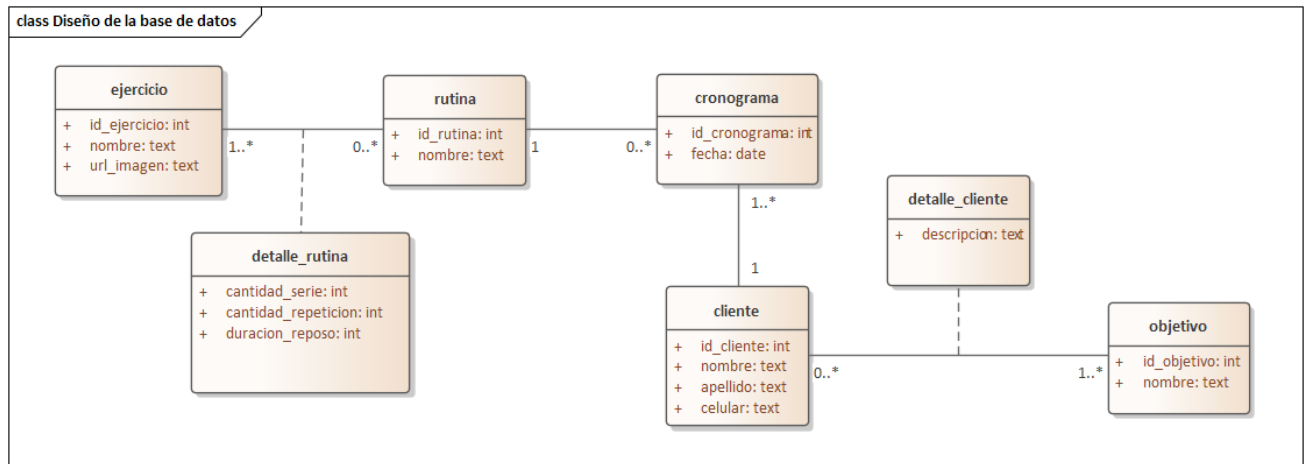 class Diseño de la base de datos
ejercicio
+ id_ejercicio: int
+ nombre: text
+ url_imagen: text
1..*
0..*
rutina
+ id_rutina: int
+ nombre: text
1
0..*
cronograma
+ id_cronograma: int
+ fecha: date
1..*
1
detalle_rutina
+ cantidad_serie: int
+ cantidad_repeticion: int
+ duracion_reposo: int
detalle_cliente
+ descripcion: text
cliente
+ id_cliente: int
+ nombre: text
+ apellido: text
+ celular: text
0..*
1..*
objetivo
+ id_objetivo: int
+ nombre: text